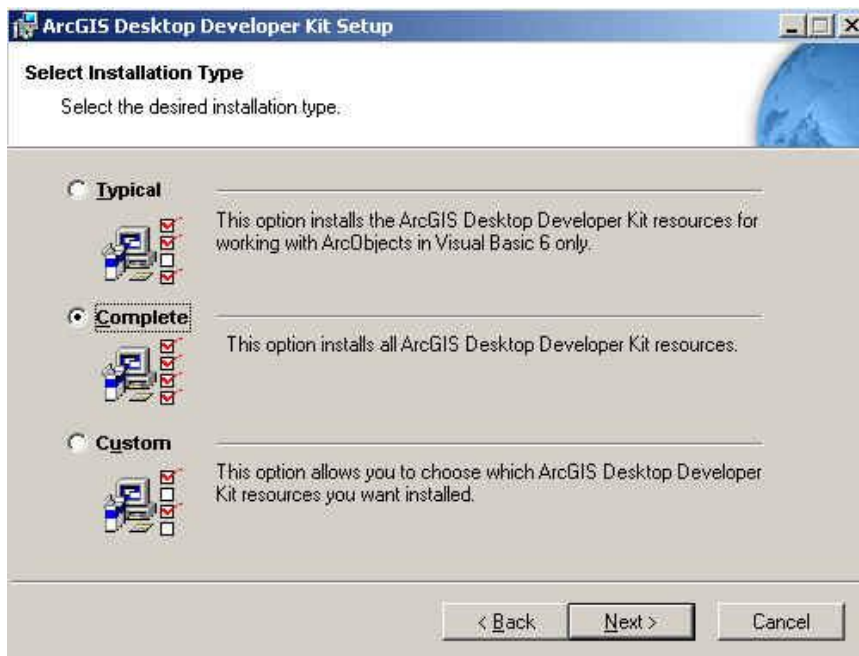 ArcGIS Desktop Developer Kit Setup
Select Installation Type
Select the desired installation type.
Typical
This option installs the ArcGIS Desktop Developer Kit resources for
working with ArcObjects in Visual Basic 6 only.
Complete
This option installs all ArcGIS Desktop Developer Kit resources.
Custom
This option allows you to choose which ArcGIS Desktop Developer
Kit resources you want installed.
< Back
Next >
Cancel